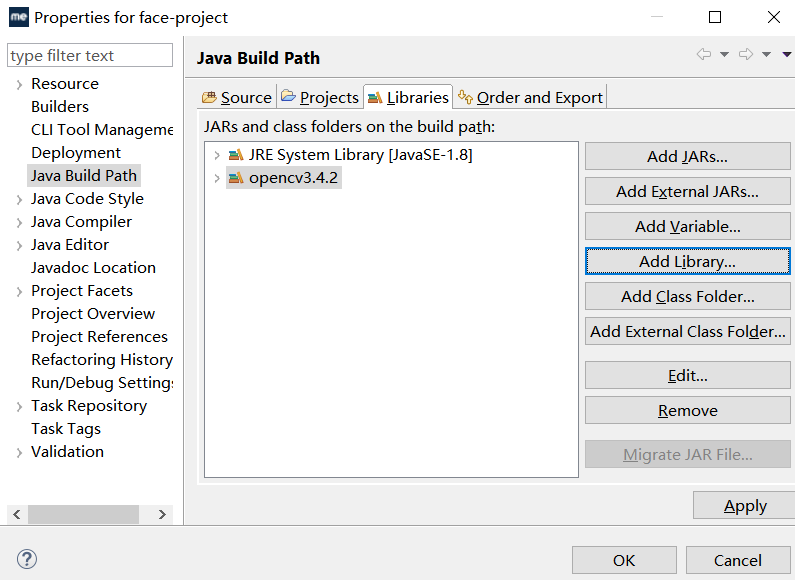 me Properties for face-project
type filter text
Resource
Builders
CLI Tool Manageme
Deployment
Java Build Path
Java Code Style
Java Compiler
Java Editor
Javadoc Location
Project Facets
Project Overview
Project References
Refactoring History
Run/Debug Settings
Task Repository
Task Tags
Validation
Java Build Path
Source Projects Libraries Order and Export
JARs and class folders on the build path:
JRE System Library [JavaSE-1.8]
opencv3.4.2
Add JARs...
Add External JARs...
Add Variable...
Add Library...
Add Class Folder...
Add External Class Folder...
Edit...
Remove
Migrate JAR File...
Apply
?
OK Cancel